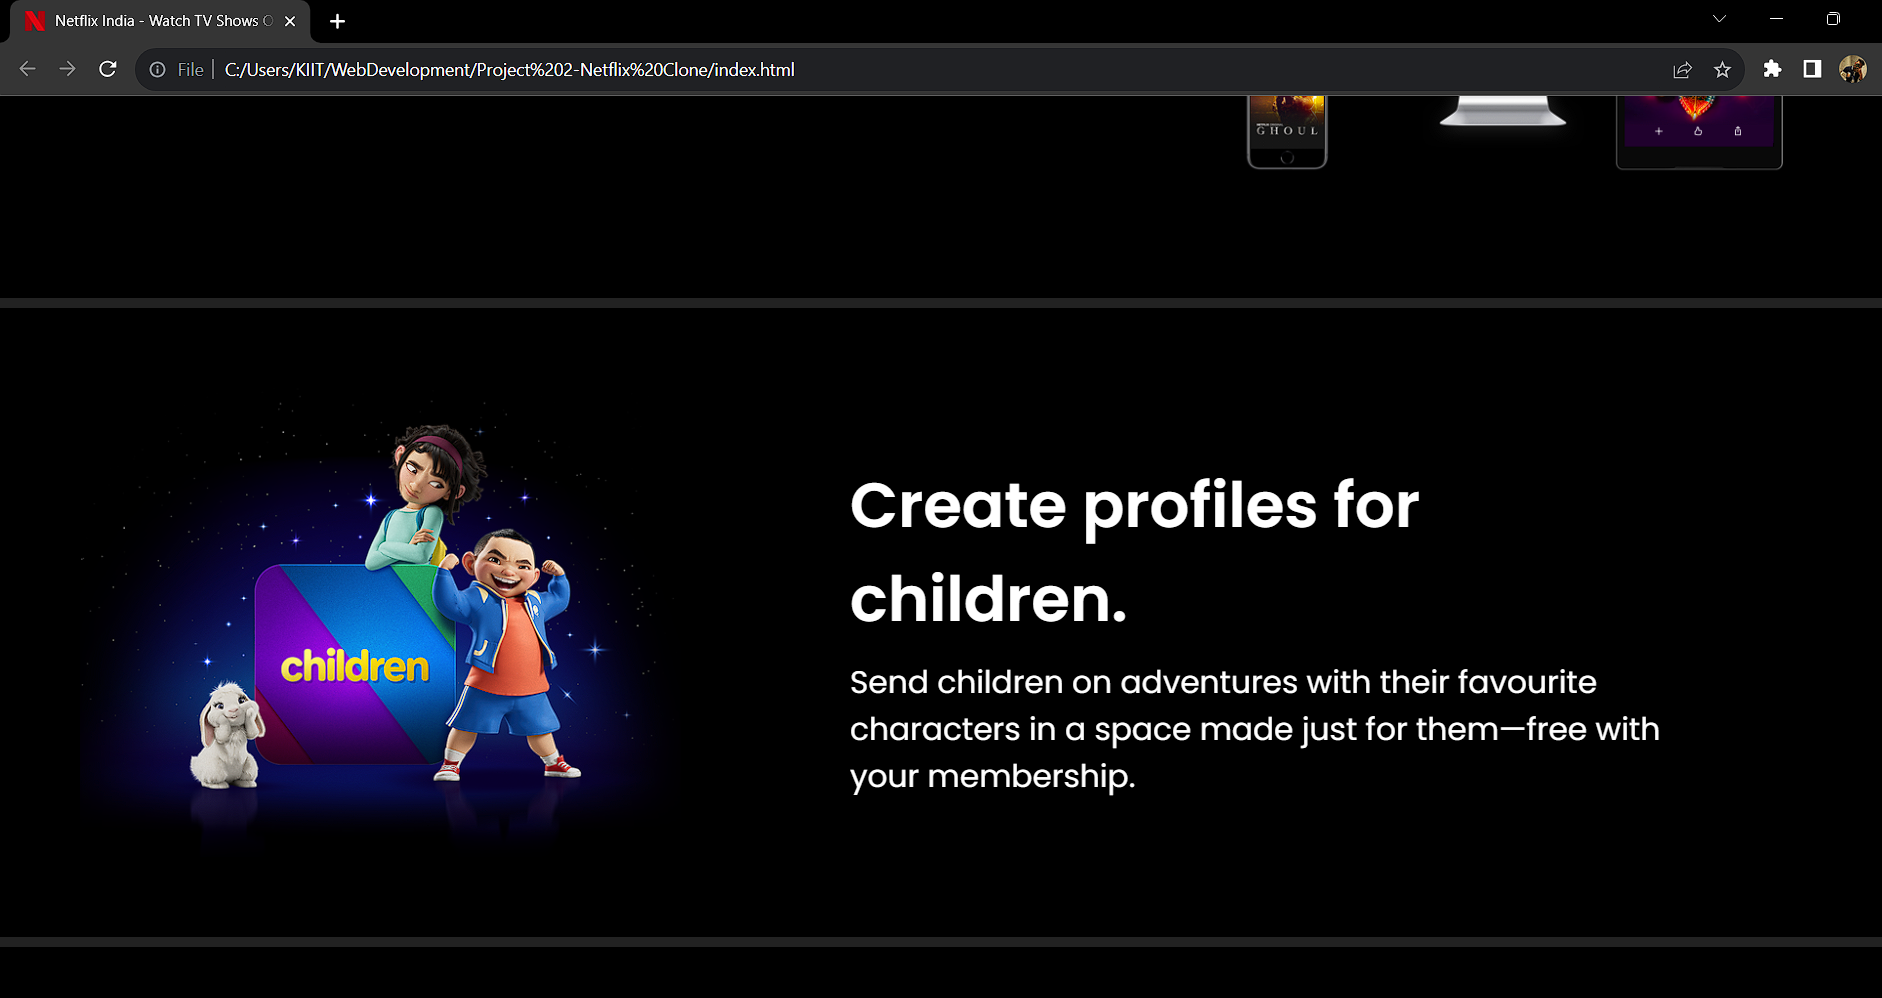 Netflix India - Watch TV Shows O
File
C:/Users/KIIT/WebDevelopment/Project%202-Netflix%20Clone/index.html
GHOUL
Create profiles for
children.
children
Send children on adventures with their favourite
characters in a space made just for them—free with
your membership.